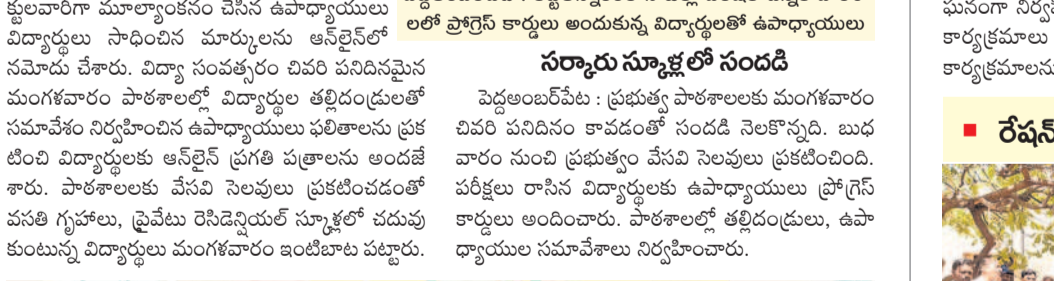 క్టులవారీగా మూల్యాంకనం చేసిన ఉపాధ్యాయులు
విద్యార్థులు సాధించిన మార్కులను ఆన్‌లైన్‌లో
నమోదు చేశారు. విద్యా సంవత్సరం చివరి పనిదినమైన
మంగళవారం పాఠశాలల్లో విద్యార్థుల తల్లిదండ్రులతో
సమావేశం నిర్వహించిన ఉపాధ్యాయులు ఫలితాలను ప్రక
టించి విద్యార్థులకు ఆన్‌లైన్ ప్రగతి పత్రాలను అందజే
శారు. పాఠశాలలకు వేసవి సెలవులు ప్రకటించడంతో
వసతి గృహాలు, ప్రైవేటు రెసిడెన్షియల్ స్కూళ్లలో చదువు
కుంటున్న విద్యార్థులు మంగళవారం ఇంటిబాట పట్టారు.
లలో ప్రోగ్రెస్ కార్డులు అందుకున్న విద్యార్థులతో ఉపాధ్యాయులు
సర్కారు స్కూళ్లలో సందడి
పెద్దఅంబర్‌పేట : ప్రభుత్వ పాఠశాలలకు మంగళవారం
చివరి పనిదినం కావడంతో సందడి నెలకొన్నది. బుధ
వారం నుంచి ప్రభుత్వం వేసవి సెలవులు ప్రకటించింది.
పరీక్షలు రాసిన విద్యార్థులకు ఉపాధ్యాయులు ప్రోగ్రెస్
కార్డులు అందించారు. పాఠశాలల్లో తల్లిదండ్రులు, ఉపా
ధ్యాయుల సమావేశాలు నిర్వహించారు.
ఘనంగా
కార్యక్రమాలు
కార్యక్రమాలను
రేషన్